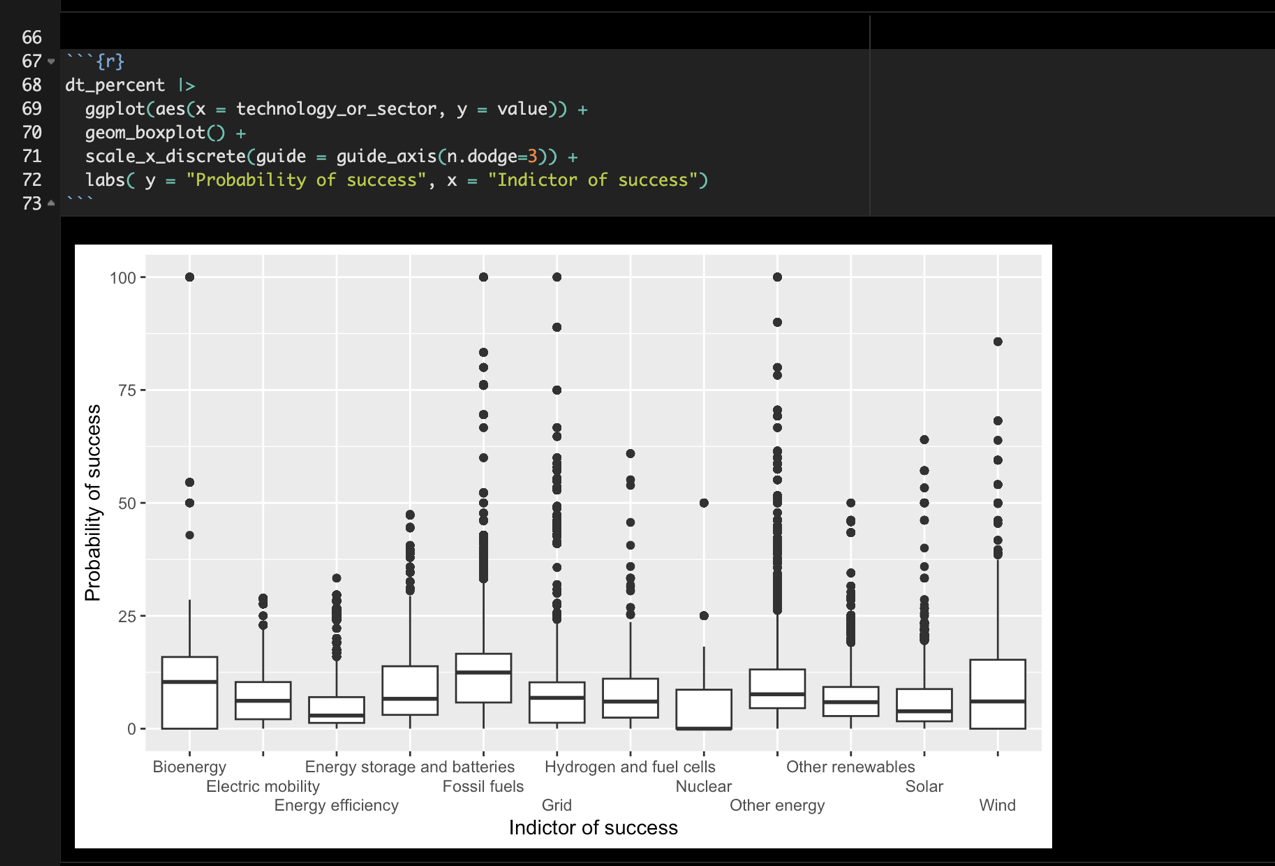 66
67 ```{r}
68 dt_percent |>
69   ggplot(aes(x = technology_or_sector, y = value)) +
70   geom_boxplot() +
71   scale_x_discrete(guide = guide_axis(n.dodge=3)) +
72   labs( y = "Probability of success", x = "Indictor of success")
73 ```
100
75
50
25
0
Probability of success
Bioenergy Energy storage and batteries Hydrogen and fuel cells Other renewables
Electric mobility Fossil fuels Nuclear Solar
Energy efficiency Grid Other energy Wind
Indictor of success